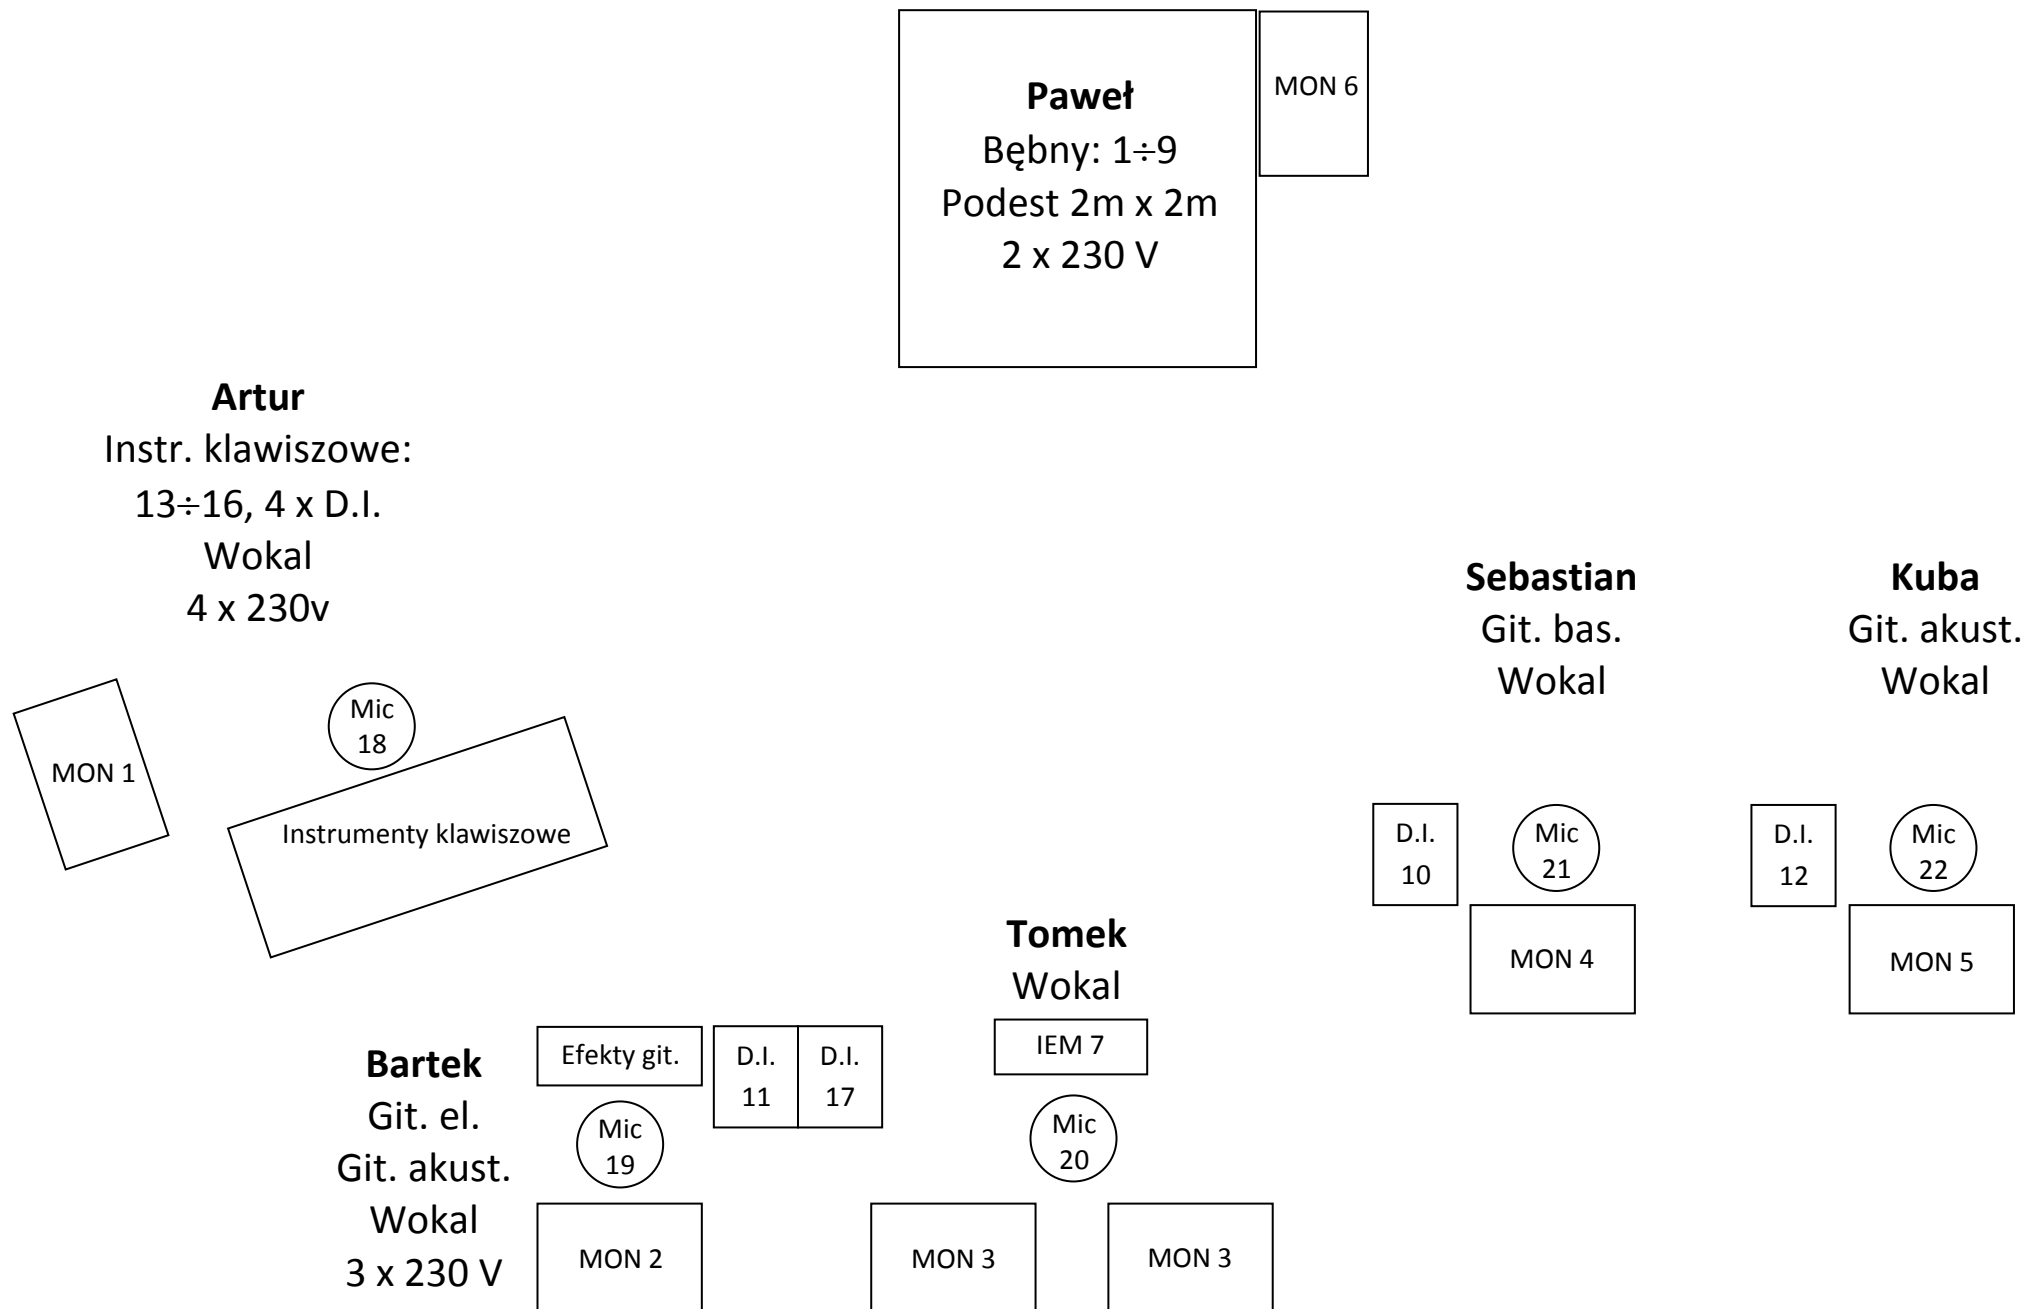 Paweł
Bębny: 1÷9
Podest 2m x 2m
2 x 230 V
MON 6
Artur
Instr. klawiszowe:
13÷16, 4 x D.I.
Wokal
4 x 230v
MON 1
Mic
18
Instrumenty klawiszowe
Sebastian
Git. bas.
Wokal
D.I.
10
Mic
21
MON 4
Kuba
Git. akust.
Wokal
D.I.
12
Mic
22
MON 5
Bartek
Git. el.
Git. akust.
Wokal
3 x 230 V
Efekty git.
Mic
19
D.I.
11
D.I.
17
MON 2
Tomek
Wokal
IEM 7
Mic
20
MON 3
MON 3